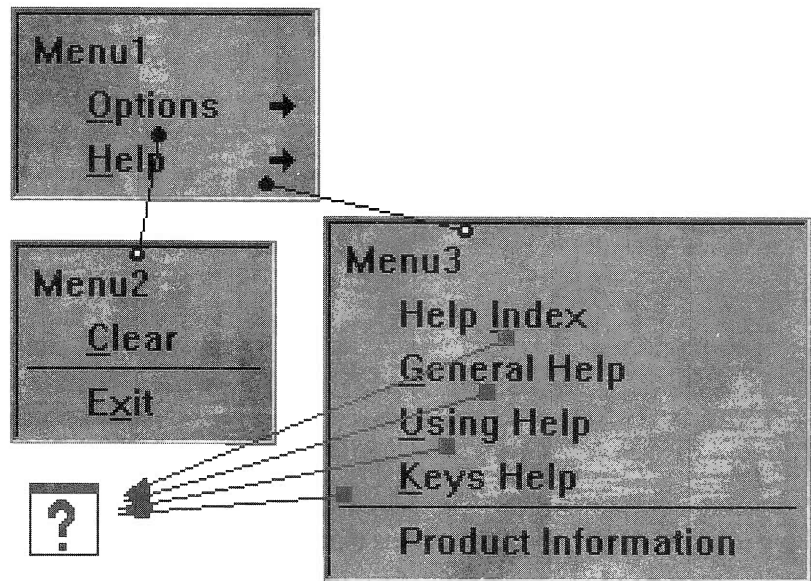 Menu1
Options →
Help →
Menu2
Clear
Exit
Menu3
Help Index
General Help
Using Help
Keys Help
Product Information
?